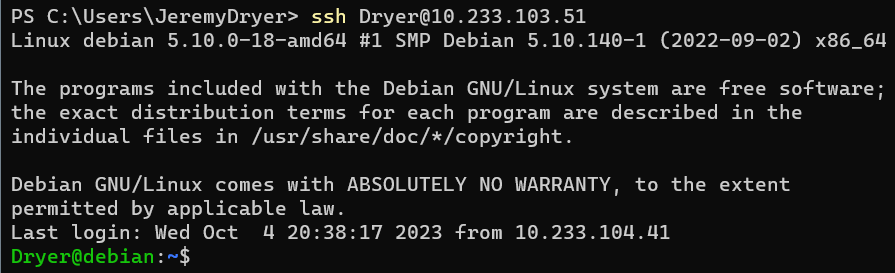 PS C:\Users\JeremyDryer> ssh Dryer@10.233.103.51
Linux debian 5.10.0-18-amd64 #1 SMP Debian 5.10.140-1 (2022-09-02) x86_64
The programs included with the Debian GNU/Linux system are free software;
the exact distribution terms for each program are described in the
individual files in /usr/share/doc/*/copyright.
Debian GNU/Linux comes with ABSOLUTELY NO WARRANTY, to the extent
permitted by applicable law.
Last login: Wed Oct  4 20:38:17 2023 from 10.233.104.41
Dryer@debian:~$